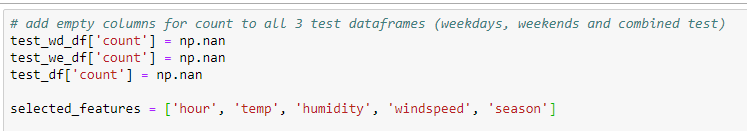 # add empty columns for count to all 3 test dataframes (weekdays, weekends and combined test)
test_wd_df['count'] = np.nan
test_we_df['count'] = np.nan
test_df['count'] = np.nan
selected_features = ['hour', 'temp', 'humidity', 'windspeed', 'season']